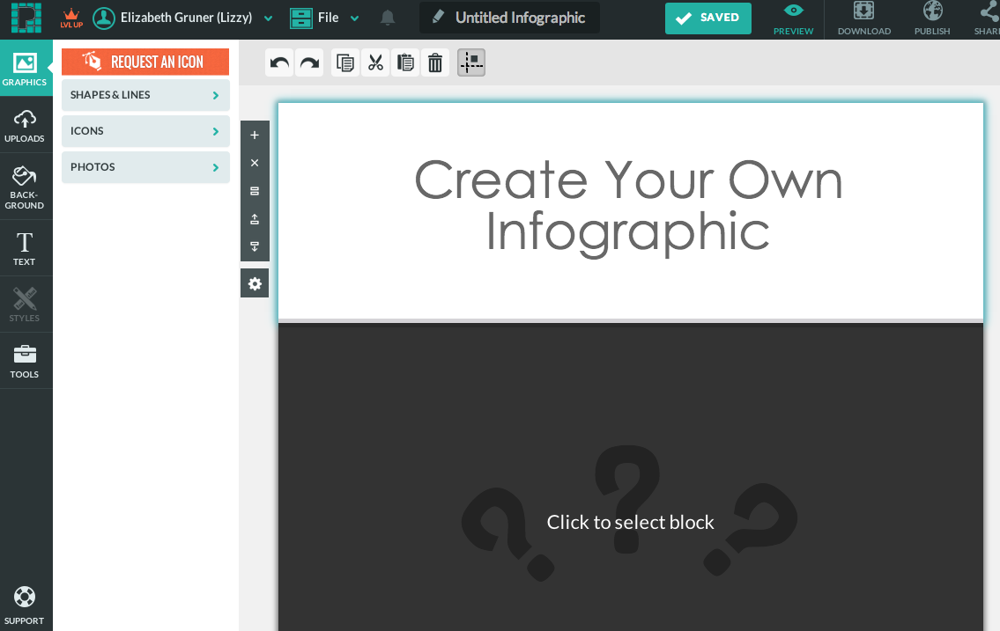 LVL UP
Elizabeth Gruner (Lizzy)
File
Untitled Infographic
SAVED
PREVIEW
DOWNLOAD
PUBLISH
SHARE
GRAPHICS
UPLOADS
BACK-
GROUND
TEXT
STYLES
TOOLS
SUPPORT
REQUEST AN ICON
SHAPES & LINES
ICONS
PHOTOS
Create Your Own
Infographic
? ? ?
Click to select block